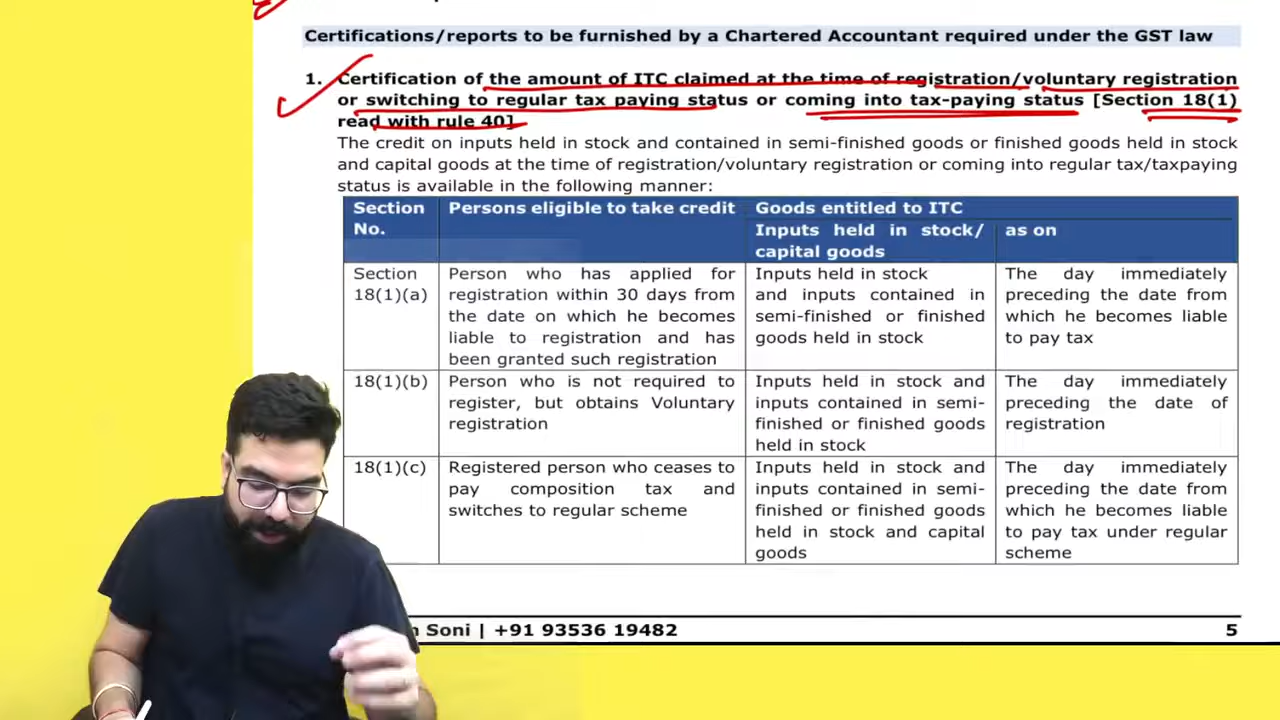 Certifications/reports to be furnished by a Chartered Accountant required under the GST law
1. Certification of the amount of ITC claimed at the time of registration/voluntary registration
or switching to regular tax paying status or coming into tax-paying status [Section 18(1)
read with rule 40]
The credit on inputs held in stock and contained in semi-finished goods or finished goods held in stock
and capital goods at the time of registration/voluntary registration or coming into regular tax/taxpaying
status is available in the following manner:
Section No.
Persons eligible to take credit
Goods entitled to ITC
Inputs held in stock/
capital goods
as on
Section
18(1)(a)
Person who has applied for
registration within 30 days from
the date on which he becomes
liable to registration and has
been granted such registration
Inputs held in stock
and inputs contained in
semi-finished or finished
goods held in stock
The day immediately
preceding the date from
which he becomes liable
to pay tax
18(1)(b)
Person who is not required to
register, but obtains Voluntary
registration
Inputs held in stock and
inputs contained in semi-
finished or finished goods
held in stock
The day immediately
preceding the date of
registration
18(1)(c)
Registered person who ceases to
pay composition tax and
switches to regular scheme
Inputs held in stock and
inputs contained in semi-
finished or finished goods
held in stock and capital
goods
The day immediately
preceding the date from
which he becomes liable
to pay tax under regular
scheme
Soni | +91 93536 19482
5